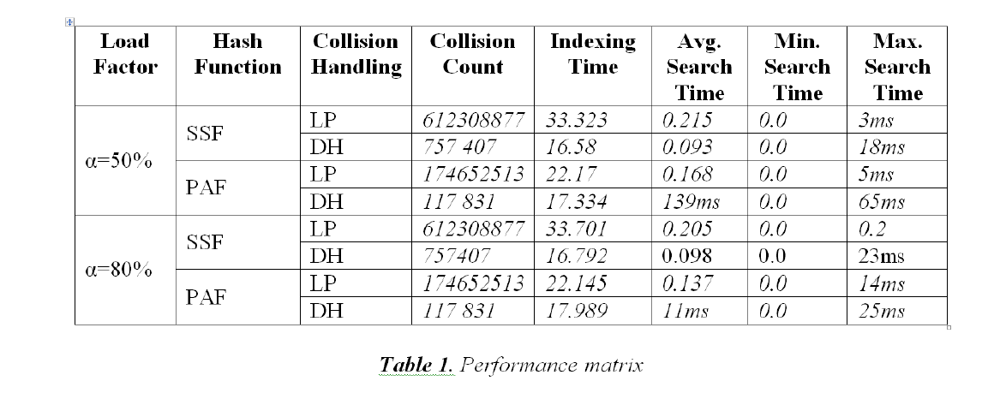 Load Factor Hash Function Collision Handling Collision Count Indexing Time Avg. Search Time Min. Search Time Max. Search Time
α=50% SSF LP 612308877 33.323 0.215 0.0 3ms
DH 757 407 16.58 0.093 0.0 18ms
PAF LP 174652513 22.17 0.168 0.0 5ms
DH 117 831 17.334 139ms 0.0 65ms
α=80% SSF LP 612308877 33.701 0.205 0.0 0.2
DH 757407 16.792 0.098 0.0 23ms
PAF LP 174652513 22.145 0.137 0.0 14ms
DH 117 831 17.989 11ms 0.0 25ms
Table 1. Performance matrix